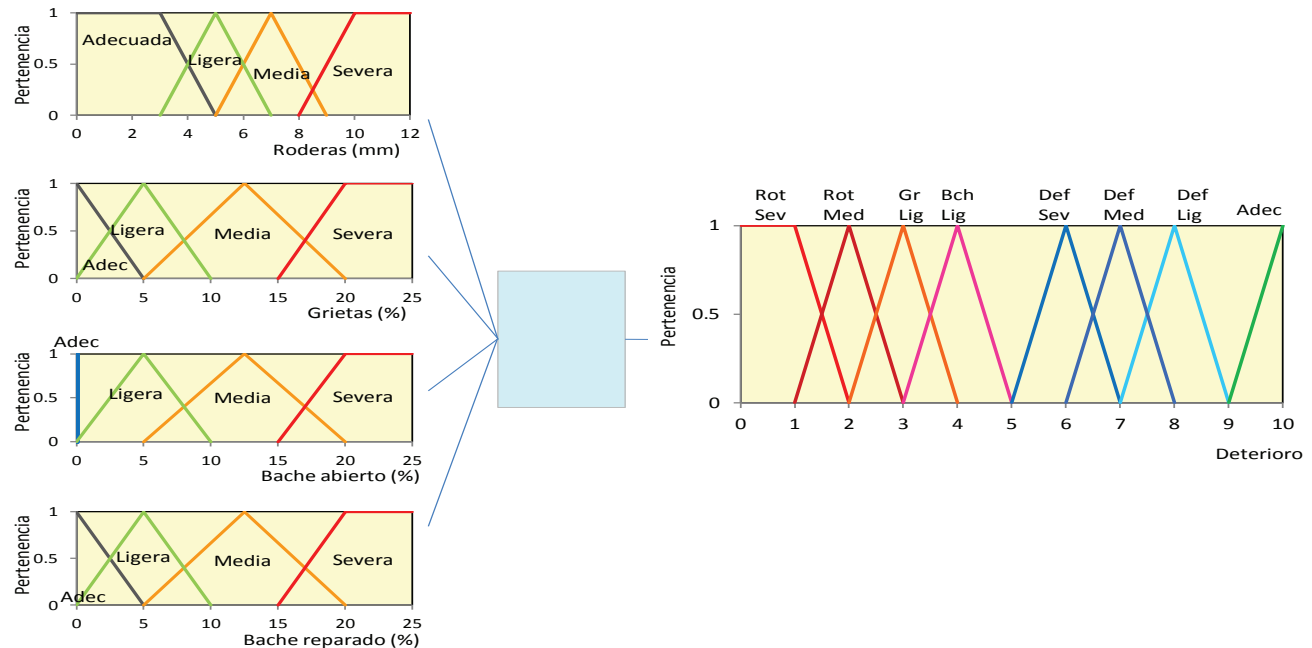 Pertenencia
1
0.5
0
Adecuada
Ligera
Media
Severa
0 2 4 6 8 10 12
Roderas (mm)
Pertenencia
1
0.5
0
Adec
Ligera
Media
Severa
0 5 10 15 20 25
Grietas (%)
Adec
Pertenencia
1
0.5
0
Ligera
Media
Severa
0 5 10 15 20 25
Bache abierto (%)
Pertenencia
1
0.5
0
Adec
Ligera
Media
Severa
0 5 10 15 20 25
Bache reparado (%)
Rot Sev
Rot Med
Gr Lig
Bch Lig
Def Sev
Def Med
Def Lig
Adec
Pertenencia
1
0.5
0
0 1 2 3 4 5 6 7 8 9 10
Deterioro